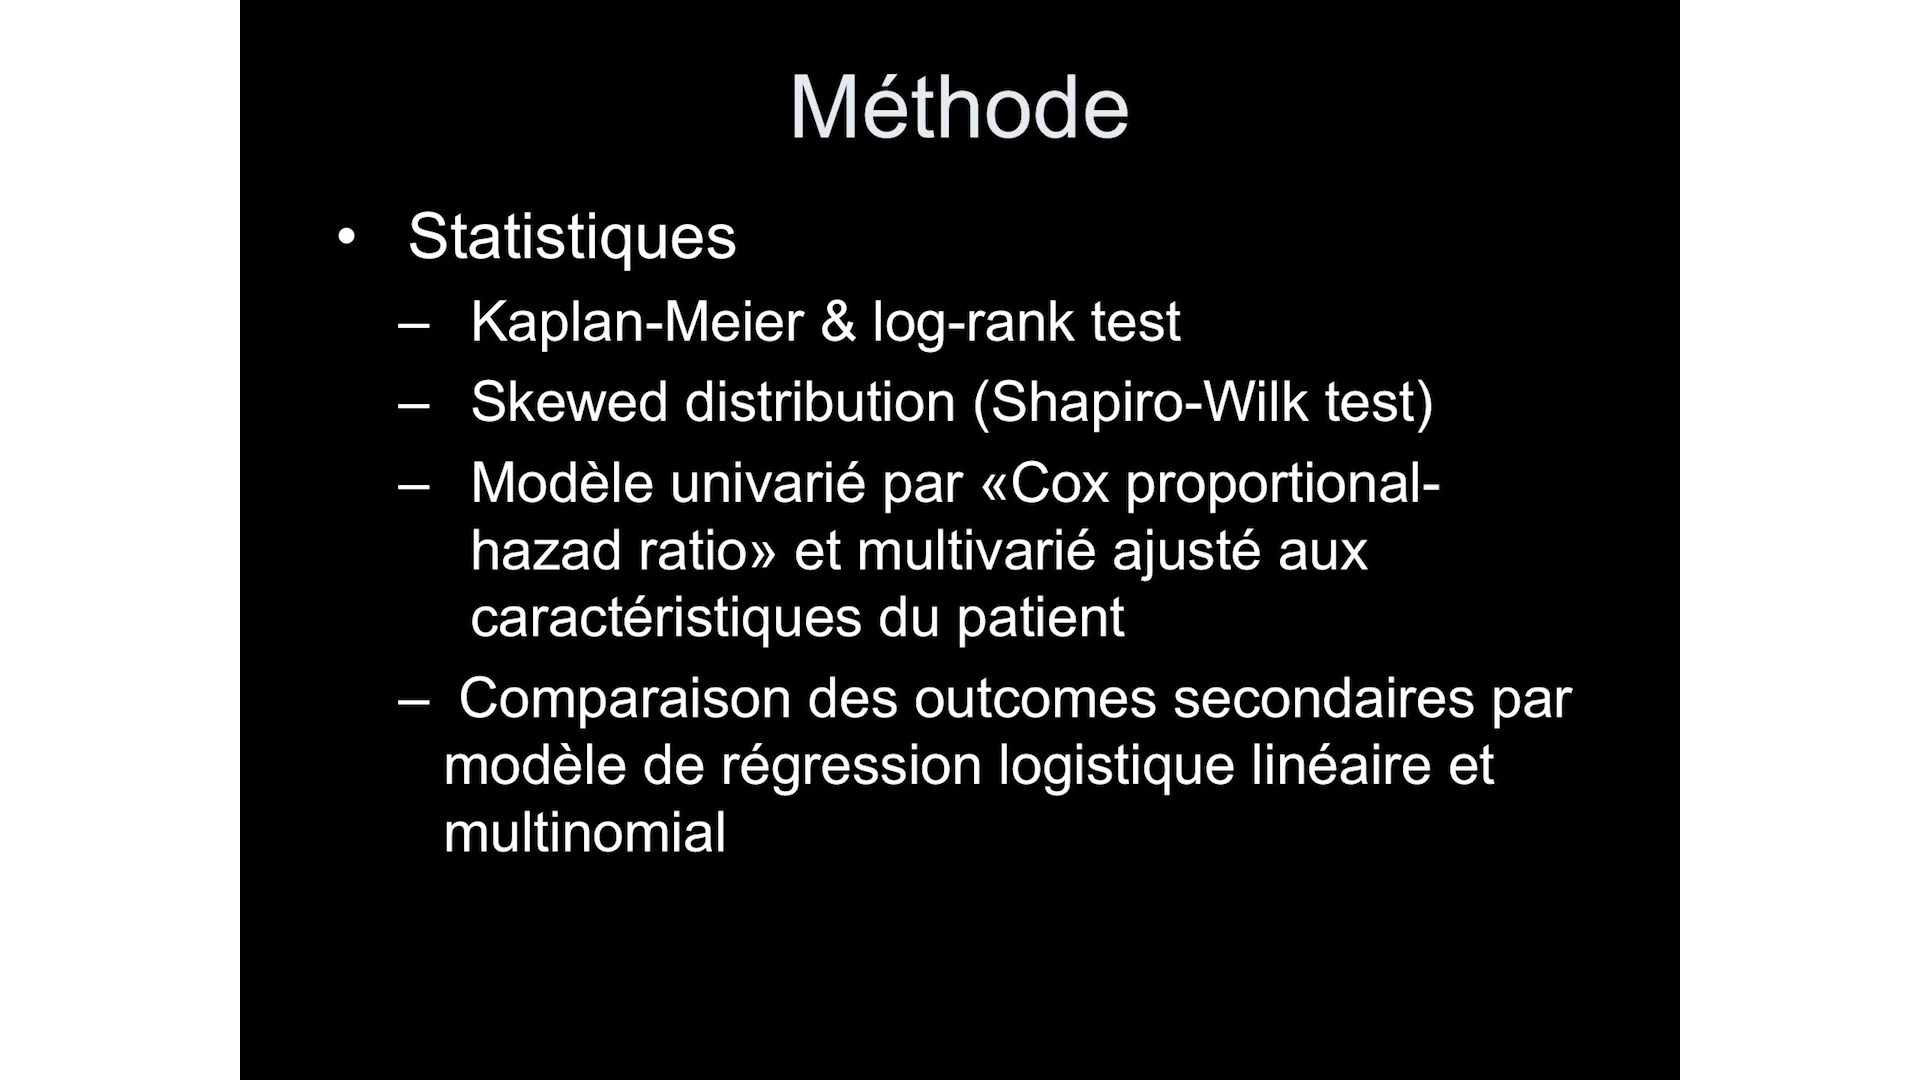 Méthode
• Statistiques
– Kaplan-Meier & log-rank test
– Skewed distribution (Shapiro-Wilk test)
– Modèle univarié par «Cox proportional-
hazad ratio» et multivarié ajusté aux
caractéristiques du patient
– Comparaison des outcomes secondaires par
modèle de régression logistique linéaire et
multinomial